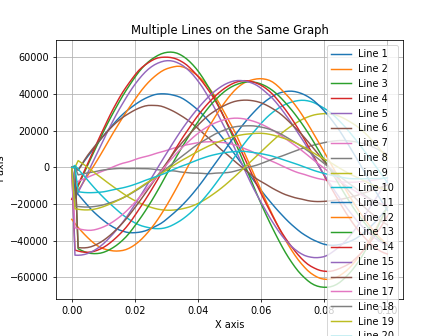 Multiple Lines on the Same Graph
60000
40000
20000
0
−20000
−40000
−60000
0.00
0.02
0.04
0.06
X axis
Line 1
Line 2
Line 3
Line 4
Line 5
Line 6
Line 7
Line 8
Line 9
Line 10
Line 11
Line 12
Line 13
Line 14
Line 15
Line 16
Line 17
Line 18
Line 19
Line 20